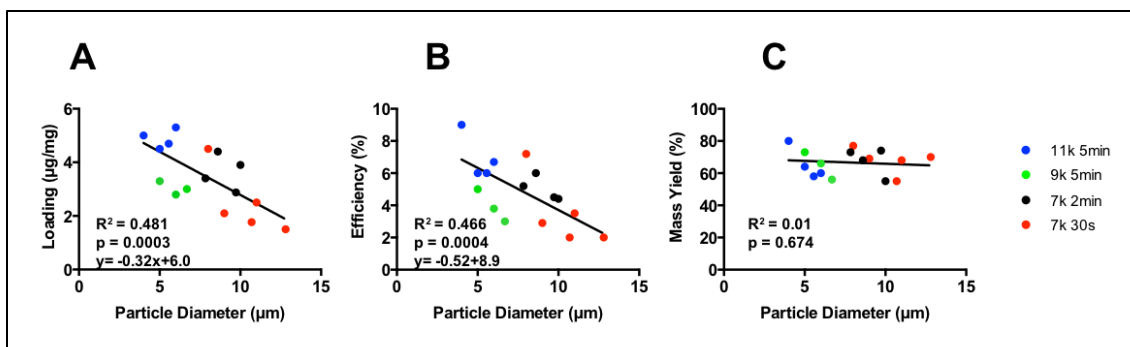 A
B
C
Loading (µg/mg)
6
4
2
0
R² = 0.481
p = 0.0003
y= -0.32x+6.0
0
5
10
15
Particle Diameter (µm)
Efficiency (%)
10
8
6
4
2
0
R² = 0.466
p = 0.0004
y= -0.52+8.9
0
5
10
15
Particle Diameter (µm)
Mass Yield (%)
100
80
60
40
20
0
R² = 0.01
p = 0.674
0
5
10
15
Particle Diameter (µm)
11k 5min
9k 5min
7k 2min
7k 30s